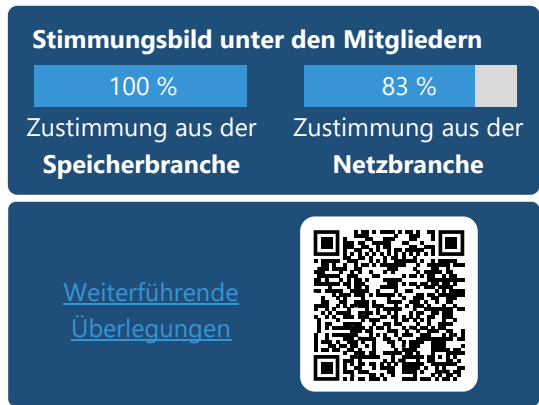 Stimmungsbild unter den Mitgliedern
100 %
83 %
Zustimmung aus der
Speicherbranche
Zustimmung aus der
Netzbranche
Weiterführende
Überlegungen